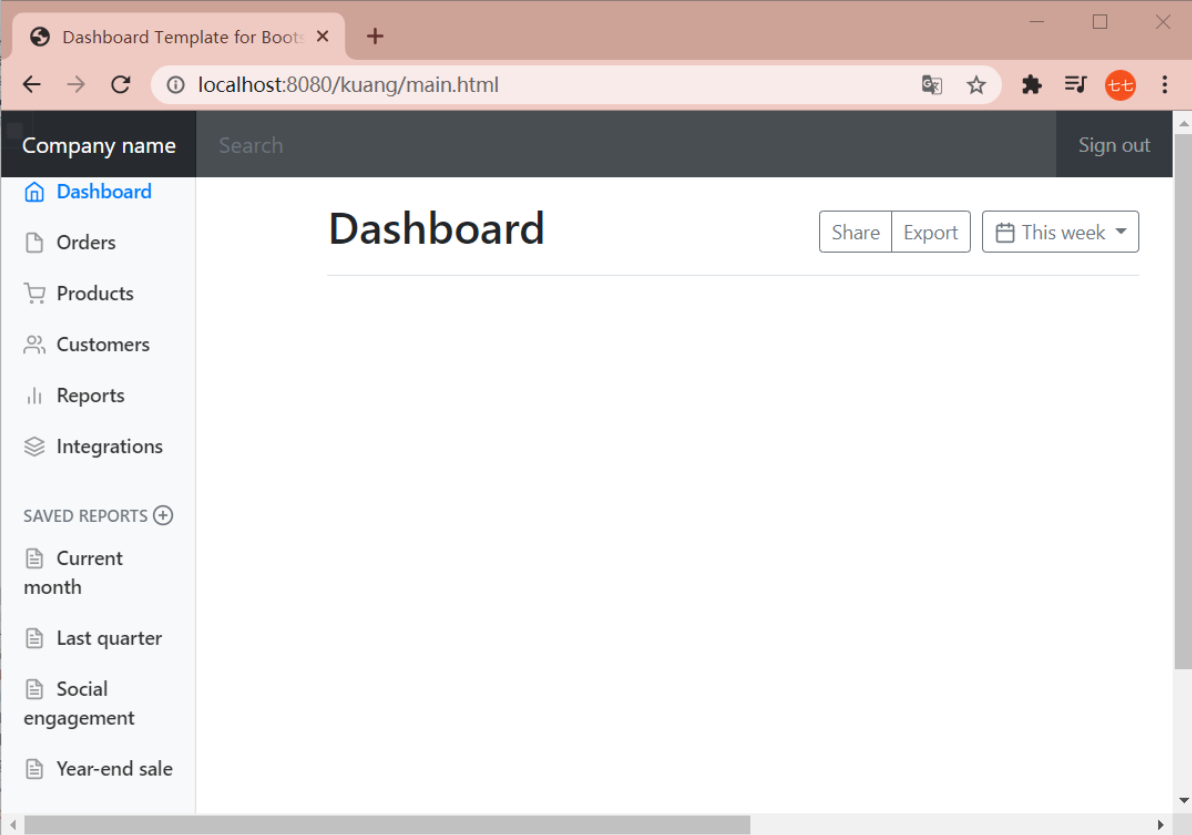 Dashboard Template for Boots
localhost:8080/kuang/main.html
七七
Company name
Search
Sign out
Dashboard
Orders
Products
Customers
Reports
Integrations
SAVED REPORTS
Current
month
Last quarter
Social
engagement
Year-end sale
Dashboard
Share
Export
This week